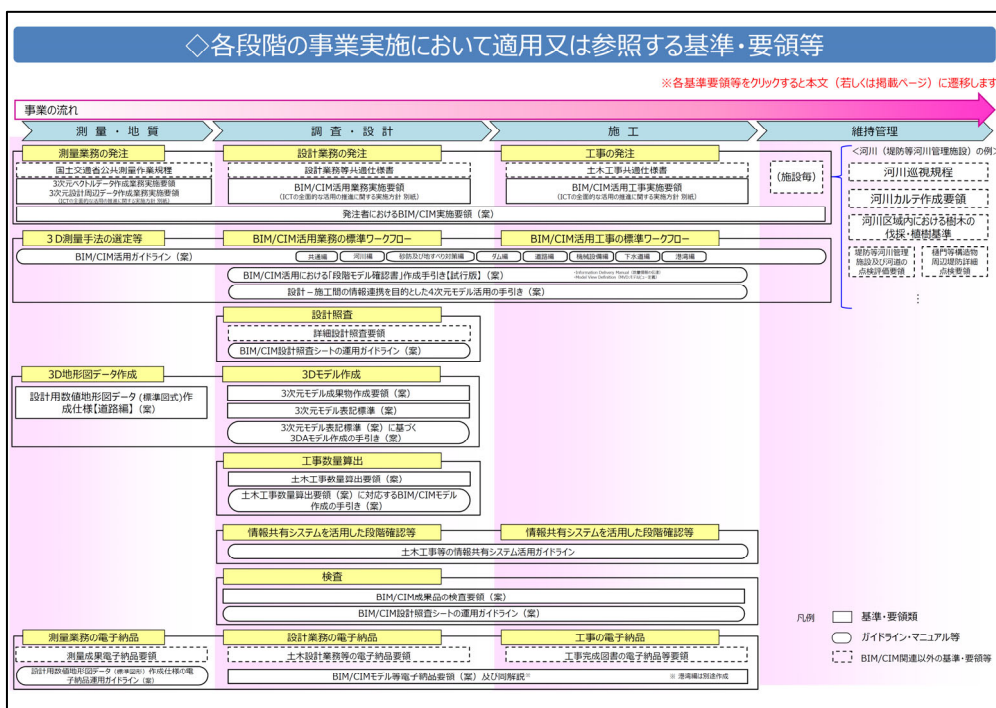 ◇各段階の事業実施において適用又は参照する基準・要領等
※各基準要領等をクリックすると本文（若しくは掲載ページ）に遷移します
事業の流れ
測量・地質
調査・設計
施工
維持管理
測量業務の発注
設計業務の発注
工事の発注
国土交通省公共測量作業規程
設計業務等共通仕様書
土木工事共通仕様書
3次元ベクトルデータ作成業務実施要領
3次元設計周辺データ作成業務実施要領
(ICTの全面的な活用の推進に関する実施方針 別紙)
BIM/CIM活用業務実施要領
(ICTの全面的な活用の推進に関する実施方針 別紙)
BIM/CIM活用工事実施要領
(ICTの全面的な活用の推進に関する実施方針 別紙)
発注者におけるBIM/CIM実施要領（案）
(施設毎)
<河川（堤防等河川管理施設）の例>
河川巡視規程
河川カルテ作成要領
河川区域内における樹木の
伐採・植樹基準
堤防等河川管理
施設及び河道の
点検評価要領
樋門等構造物
周辺堤防詳細
点検要領
⋮
3D測量手法の選定等
BIM/CIM活用業務の標準ワークフロー
BIM/CIM活用工事の標準ワークフロー
BIM/CIM活用ガイドライン（案）
共通編
河川編
砂防及び地すべり対策編
ダム編
道路編
機械設備編
下水道編
港湾編
BIM/CIM活用における「段階モデル確認書」作成手引き【試行版】（案）
設計－施工間の情報連携を目的とした4次元モデル活用の手引き（案）
設計照査
詳細設計照査要領
BIM/CIM設計照査シートの運用ガイドライン（案）
3D地形図データ作成
3Dモデル作成
設計用数値地形図データ(標準図式)作
成仕様【道路編】（案）
3次元モデル成果物作成要領（案）
3次元モデル表記標準（案）
3次元モデル表記標準（案）に基づく
3DAモデル作成の手引き（案）
工事数量算出
土木工事数量算出要領（案）
土木工事数量算出要領（案）に対応するBIM/CIMモデル
作成の手引き（案）
情報共有システムを活用した段階確認等
情報共有システムを活用した段階確認等
土木工事等の情報共有システム活用ガイドライン
検査
BIM/CIM成果品の検査要領（案）
BIM/CIM設計照査シートの運用ガイドライン（案）
測量業務の電子納品
設計業務の電子納品
工事の電子納品
測量成果電子納品要領
土木設計業務等の電子納品要領
工事完成図書の電子納品等要領
設計用数値地形図データ(標準図形)作成仕様の電
子納品運用ガイドライン（案）
BIM/CIMモデル等電子納品要領（案）及び同解説※
※ 港湾編は別途作成
凡例
基準・要領類
ガイドライン・マニュアル等
BIM/CIM関連以外の基準・要領等